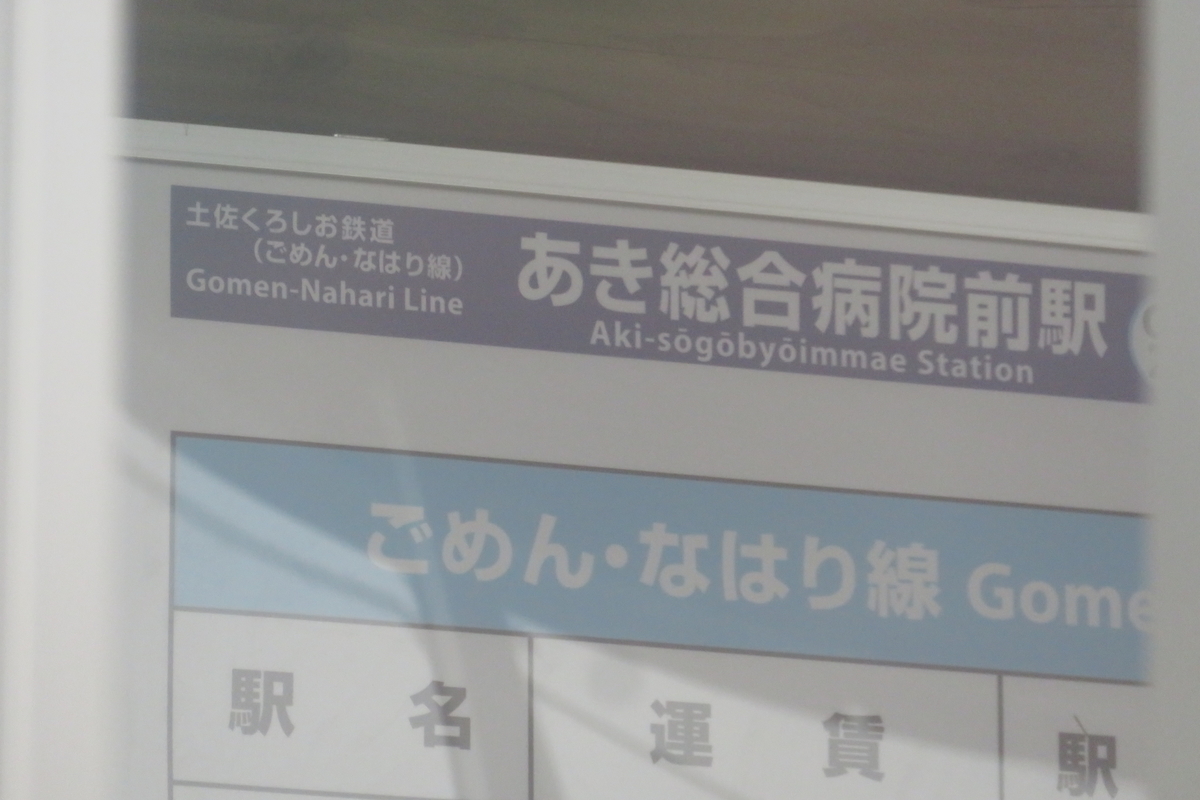 土佐くろしお鉄道
（ごめん・なはり線）
Gomen-Nahari Line
あき総合病院前駅
Aki-sōgōbyōimmae Station
ごめん・なはり線 Gome
駅 名
運 賃
駅